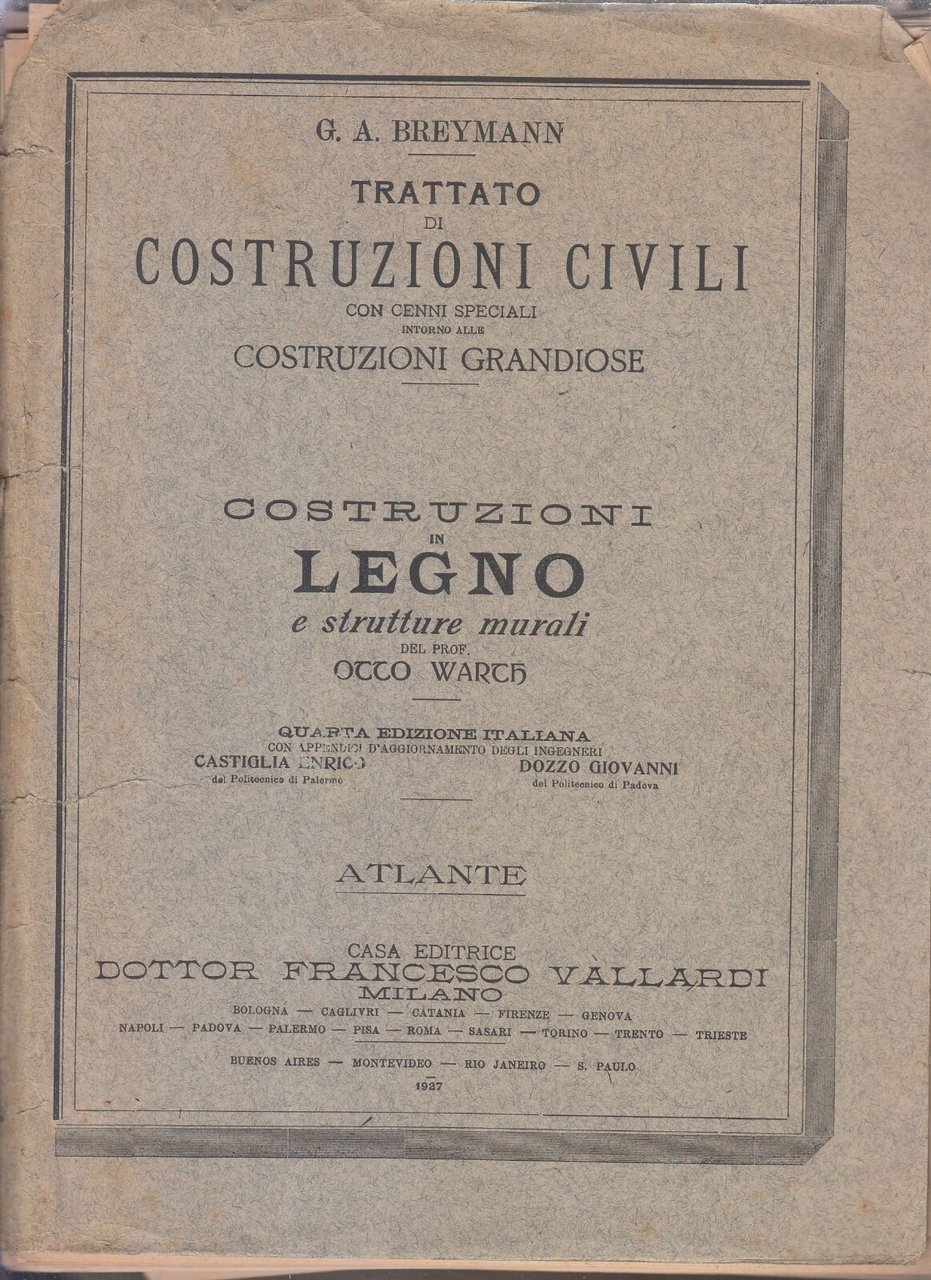 G. A. BREYMANN
TRATTATO
DI
COSTRUZIONI CIVILI
CON CENNI SPECIALI
INTORNO ALLE
COSTRUZIONI GRANDIOSE
COSTRUZIONI
IN
LEGNO
e strutture murali
DEL PROF.
OTTO WARTH
QUARTA EDIZIONE ITALIANA
CON APPENDICI D'AGGIORNAMENTO DEGLI INGEGNERI
CASTIGLIA ENRICO
del Politecnico di Palermo
DOZZO GIOVANNI
del Politecnico di Padova
ATLANTE
CASA EDITRICE
DOTTOR FRANCESCO VALLARDI
MILANO
BOLOGNA — CAGLIVRI — CATANIA — FIRENZE — GENOVA
NAPOLI — PADOVA — PALERMO — PISA — ROMA — SASARI — TORINO — TRENTO — TRIESTE
BUENOS AIRES — MONTEVIDEO — RIO JANEIRO — S. PAULO
1927